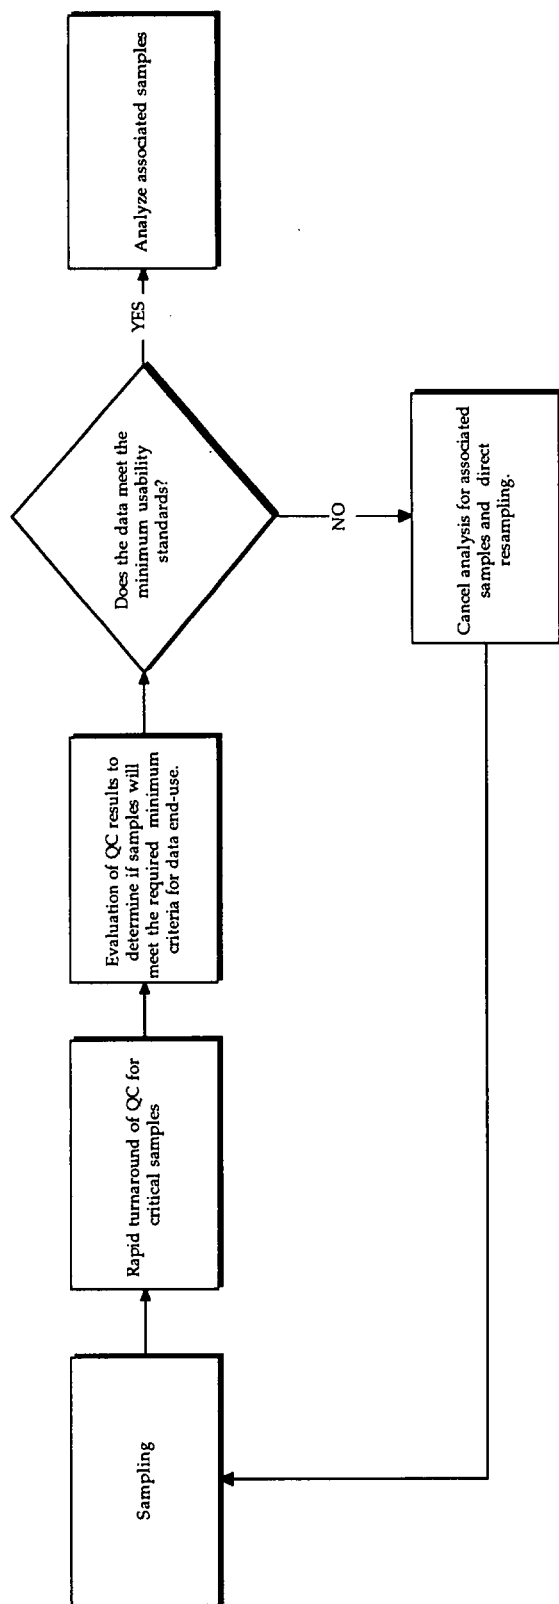 Sampling
Rapid turnaround of QC for
critical samples
Evaluation of QC results to
determine if samples will
meet the required minimum
criteria for data end-use.
Does the data meet the
minimum usability
standards?
YES
Analyze associated samples
NO
Cancel analysis for associated
samples and direct
resampling.